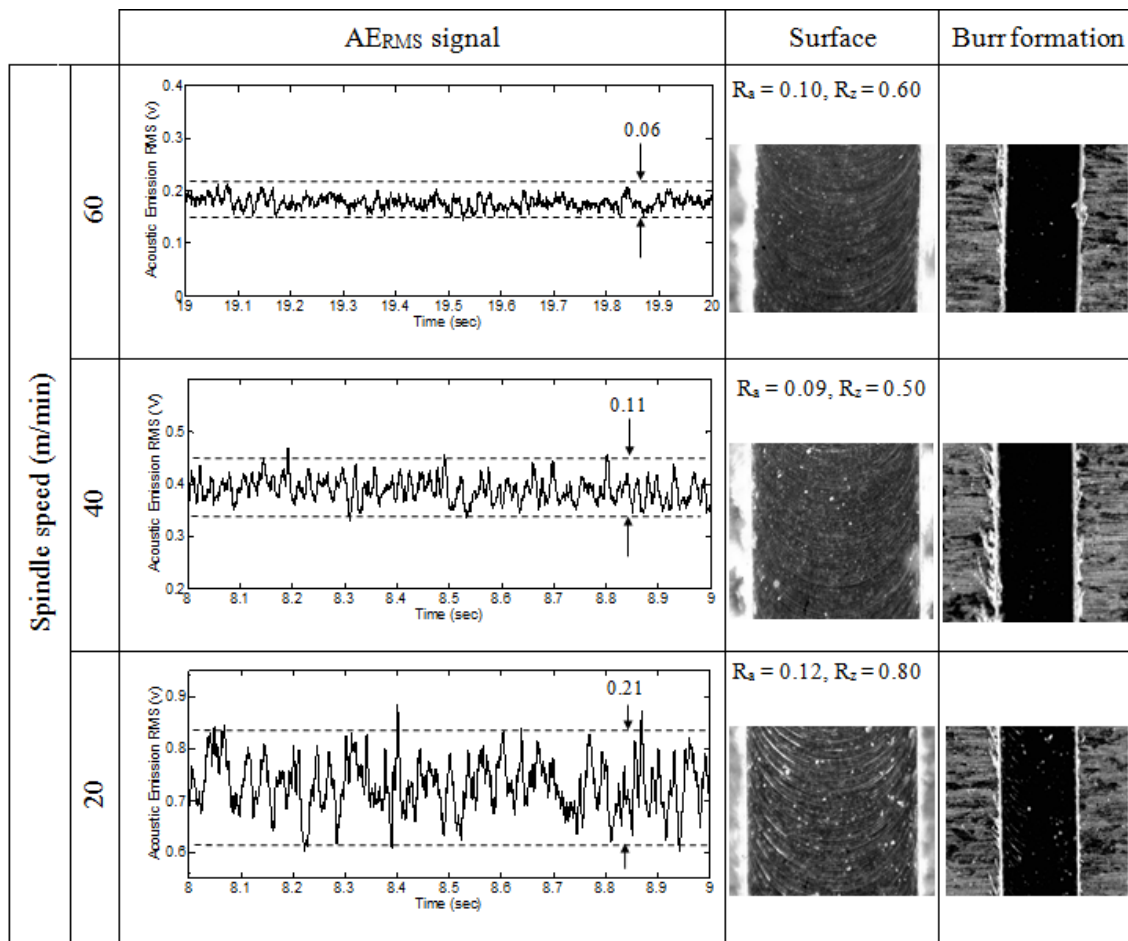 AERMS signal
Surface
Burr formation
Spindle speed (m/min)
60
Acoustic Emission RMS (v)
0.4
0.3
0.2
0.1
0
0.06
19 19.1 19.2 19.3 19.4 19.5 19.6 19.7 19.8 19.9 20
Time (sec)
Ra = 0.10, Rz = 0.60
40
Acoustic Emission RMS (V)
0.5
0.4
0.3
0.2
0.11
8 8.1 8.2 8.3 8.4 8.5 8.6 8.7 8.8 8.9 9
Time (sec)
Ra = 0.09, Rz = 0.50
20
Acoustic Emission RMS (v)
0.9
0.8
0.7
0.6
0.21
8 8.1 8.2 8.3 8.4 8.5 8.6 8.7 8.8 8.9 9
Time (sec)
Ra = 0.12, Rz = 0.80